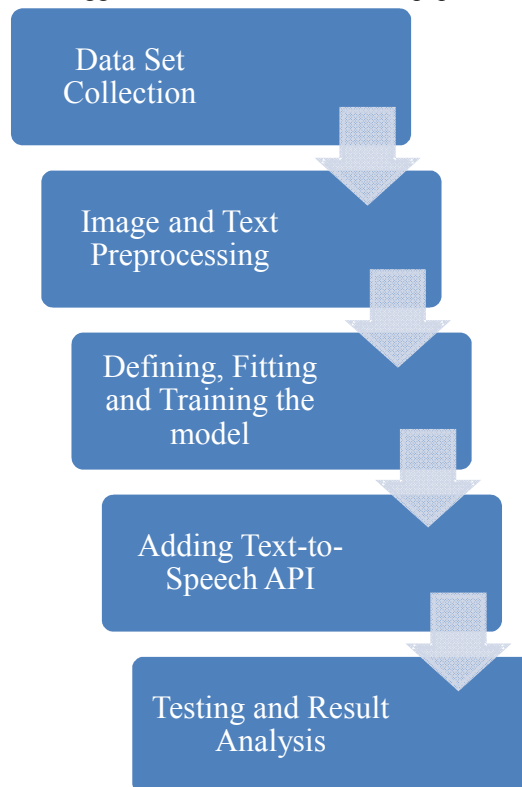 Data Set
Collection
Image and Text
Preprocessing
Defining, Fitting
and Training the
model
Adding Text-to-
Speech API
Testing and Result
Analysis